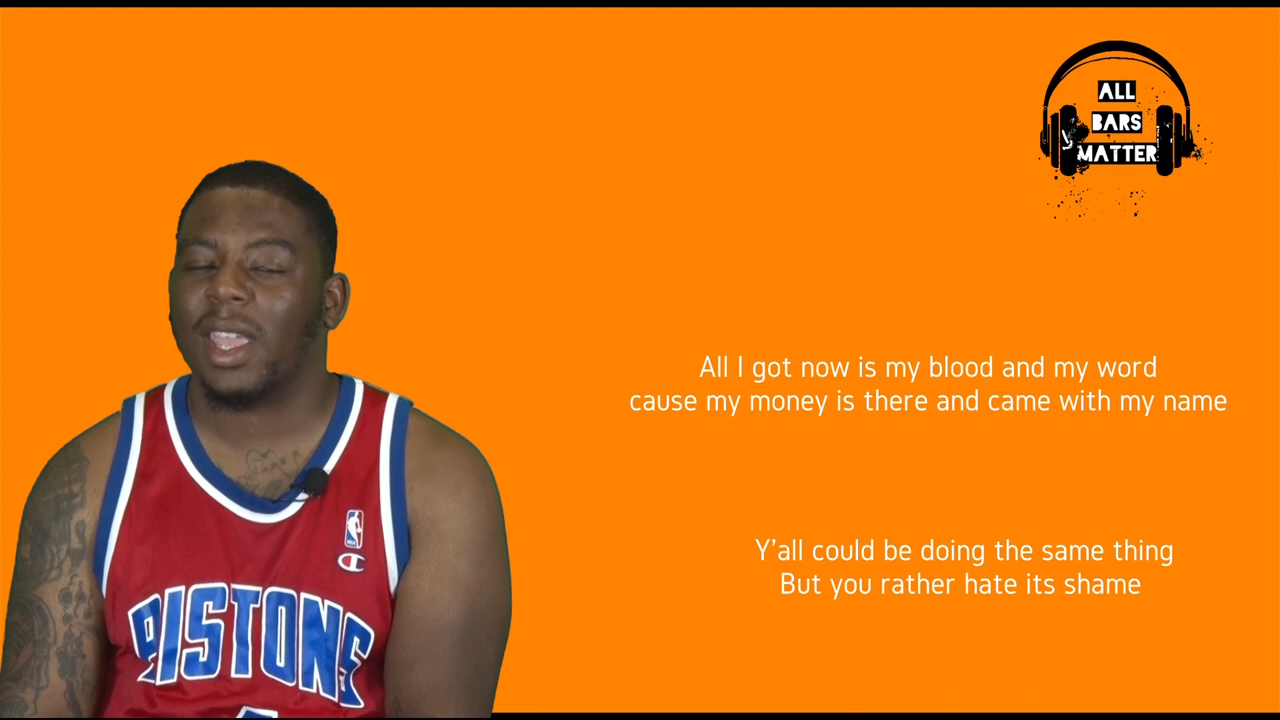 ALL
BARS
MATTER
All I got now is my blood and my word
cause my money is there and came with my name
Y'all could be doing the same thing
But you rather hate its shame
PISTONS